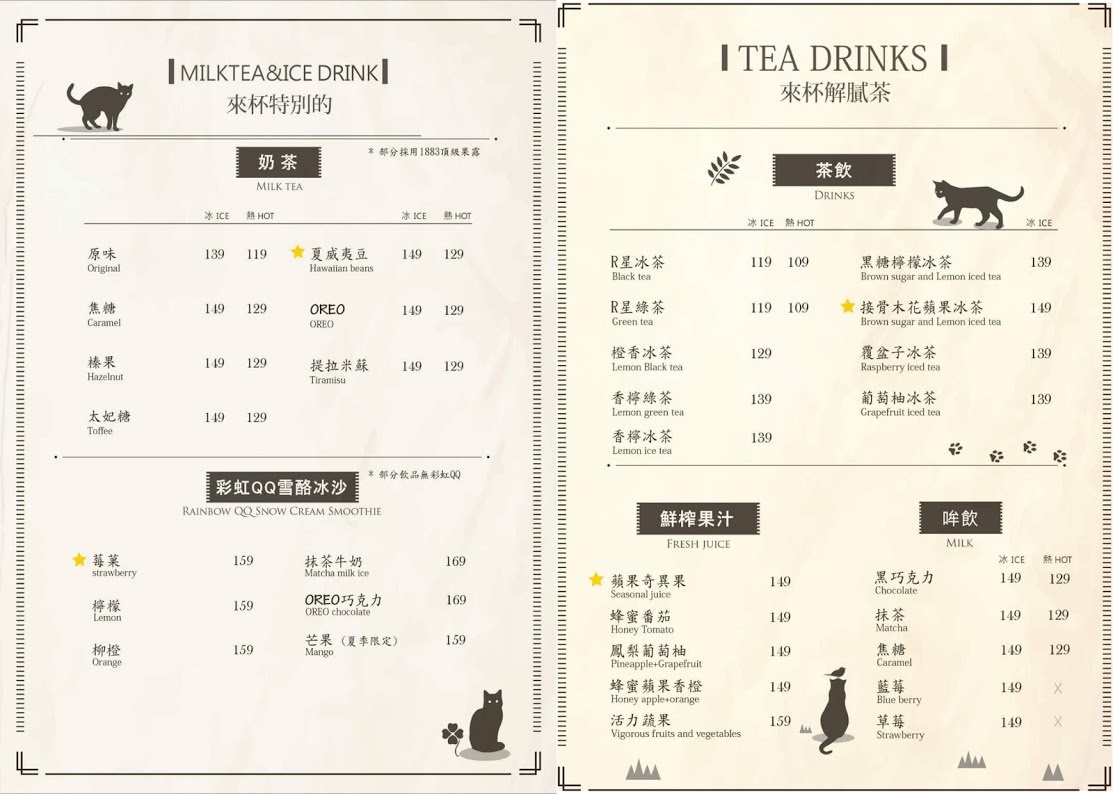 MILKTEA&ICE DRINK
來杯特別的
* 部分採用1883頂級果露
奶茶
MILK TEA
冰 ICE 熱 HOT 冰 ICE 熱 HOT
原味 139 119
Original
夏威夷豆 149 129
Hawaiian beans
焦糖 149 129
Caramel
OREO 149 129
OREO
榛果 149 129
Hazelnut
提拉米蘇 149 129
Tiramisu
太妃糖 149 129
Toffee
* 部分飲品無彩虹QQ
彩虹QQ雪酪冰沙
RAINBOW QQ SNOW CREAM SMOOTHIE
莓菓 159
strawberry
抹茶牛奶 169
Matcha milk ice
檸檬 159
Lemon
OREO巧克力 169
OREO chocolate
柳橙 159
Orange
芒果 (夏季限定) 159
Mango
TEA DRINKS
來杯解膩茶
茶飲
DRINKS
冰 ICE 熱 HOT 冰 ICE
R星冰茶 119 109
Black tea
黑糖檸檬冰茶 139
Brown sugar and Lemon iced tea
R星綠茶 119 109
Green tea
接骨木花蘋果冰茶 149
Brown sugar and Lemon iced tea
橙香冰茶 129
Lemon Black tea
覆盆子冰茶 139
Raspberry iced tea
香檸綠茶 139
Lemon green tea
葡萄柚冰茶 139
Grapefruit iced tea
香檸冰茶 139
Lemon ice tea
鮮榨果汁
FRESH JUICE
蘋果奇異果 149
Seasonal juice
蜂蜜番茄 149
Honey Tomato
鳳梨葡萄柚 149
Pineapple+Grapefruit
蜂蜜蘋果香橙 149
Honey apple+orange
活力蔬果 159
Vigorous fruits and vegetables
哞飲
MILK
冰 ICE 熱 HOT
黑巧克力 149 129
Chocolate
抹茶 149 129
Matcha
焦糖 149 129
Caramel
藍莓 149 X
Blue berry
草莓 149 X
Strawberry